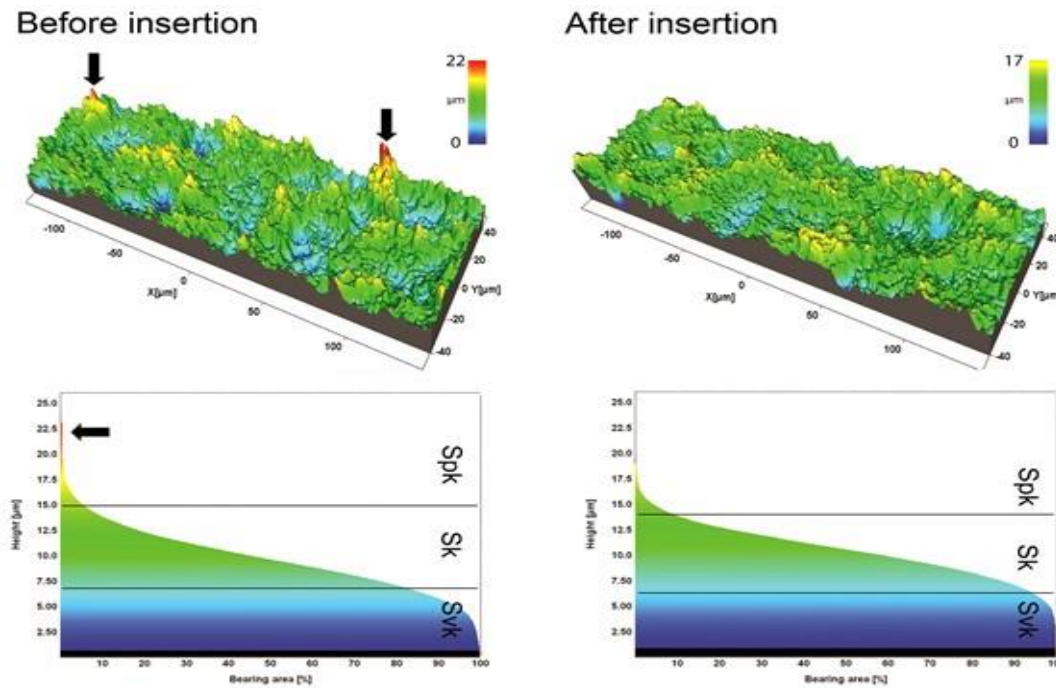 Before insertion
22
µm
0
-100
-50
0
50
100
X[µm]
40
20
0
-20
-40
Y[µm]
After insertion
17
µm
0
-100
-50
0
50
100
X[µm]
40
20
0
-20
-40
Y[µm]
25.0
22.5
20.0
17.5
15.0
12.5
10.0
7.50
5.00
2.50
Height [µm]
Spk
Sk
Svk
10 20 30 40 50 60 70 80 90 100
Bearing area [%]
25.0
22.5
20.0
17.5
15.0
12.5
10.0
7.50
5.00
2.50
Height [µm]
Spk
Sk
Svk
10 20 30 40 50 60 70 80 90
Bearing area [%]